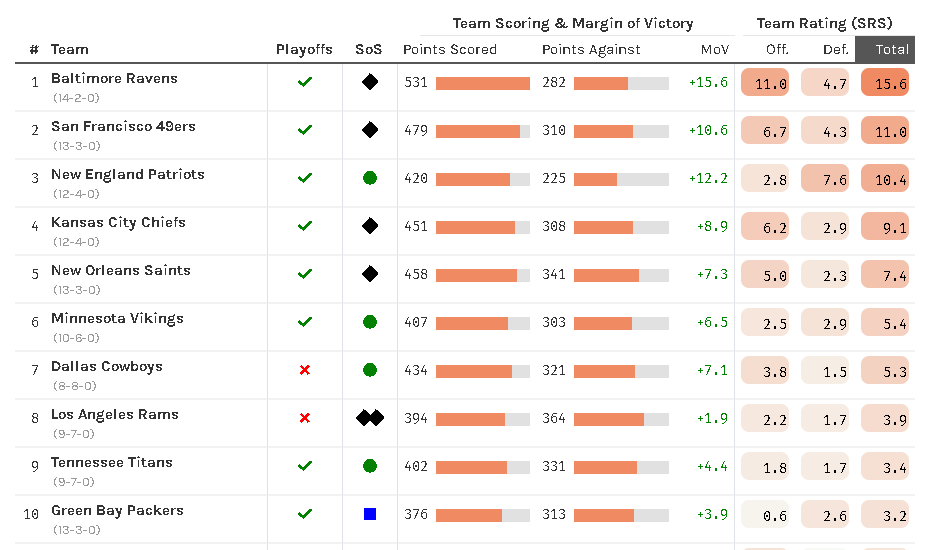 Team Scoring & Margin of Victory Team Rating (SRS)
# Team Playoffs SoS Points Scored Points Against MoV Off. Def. Total
1 Baltimore Ravens 531 282 +15.6 11.0 4.7 15.6
(14-2-0)
2 San Francisco 49ers 479 310 +10.6 6.7 4.3 11.0
(13-3-0)
3 New England Patriots 420 225 +12.2 2.8 7.6 10.4
(12-4-0)
4 Kansas City Chiefs 451 308 +8.9 6.2 2.9 9.1
(12-4-0)
5 New Orleans Saints 458 341 +7.3 5.0 2.3 7.4
(13-3-0)
6 Minnesota Vikings 407 303 +6.5 2.5 2.9 5.4
(10-6-0)
7 Dallas Cowboys 434 321 +7.1 3.8 1.5 5.3
(8-8-0)
8 Los Angeles Rams 394 364 +1.9 2.2 1.7 3.9
(9-7-0)
9 Tennessee Titans 402 331 +4.4 1.8 1.7 3.4
(9-7-0)
10 Green Bay Packers 376 313 +3.9 0.6 2.6 3.2
(13-3-0)